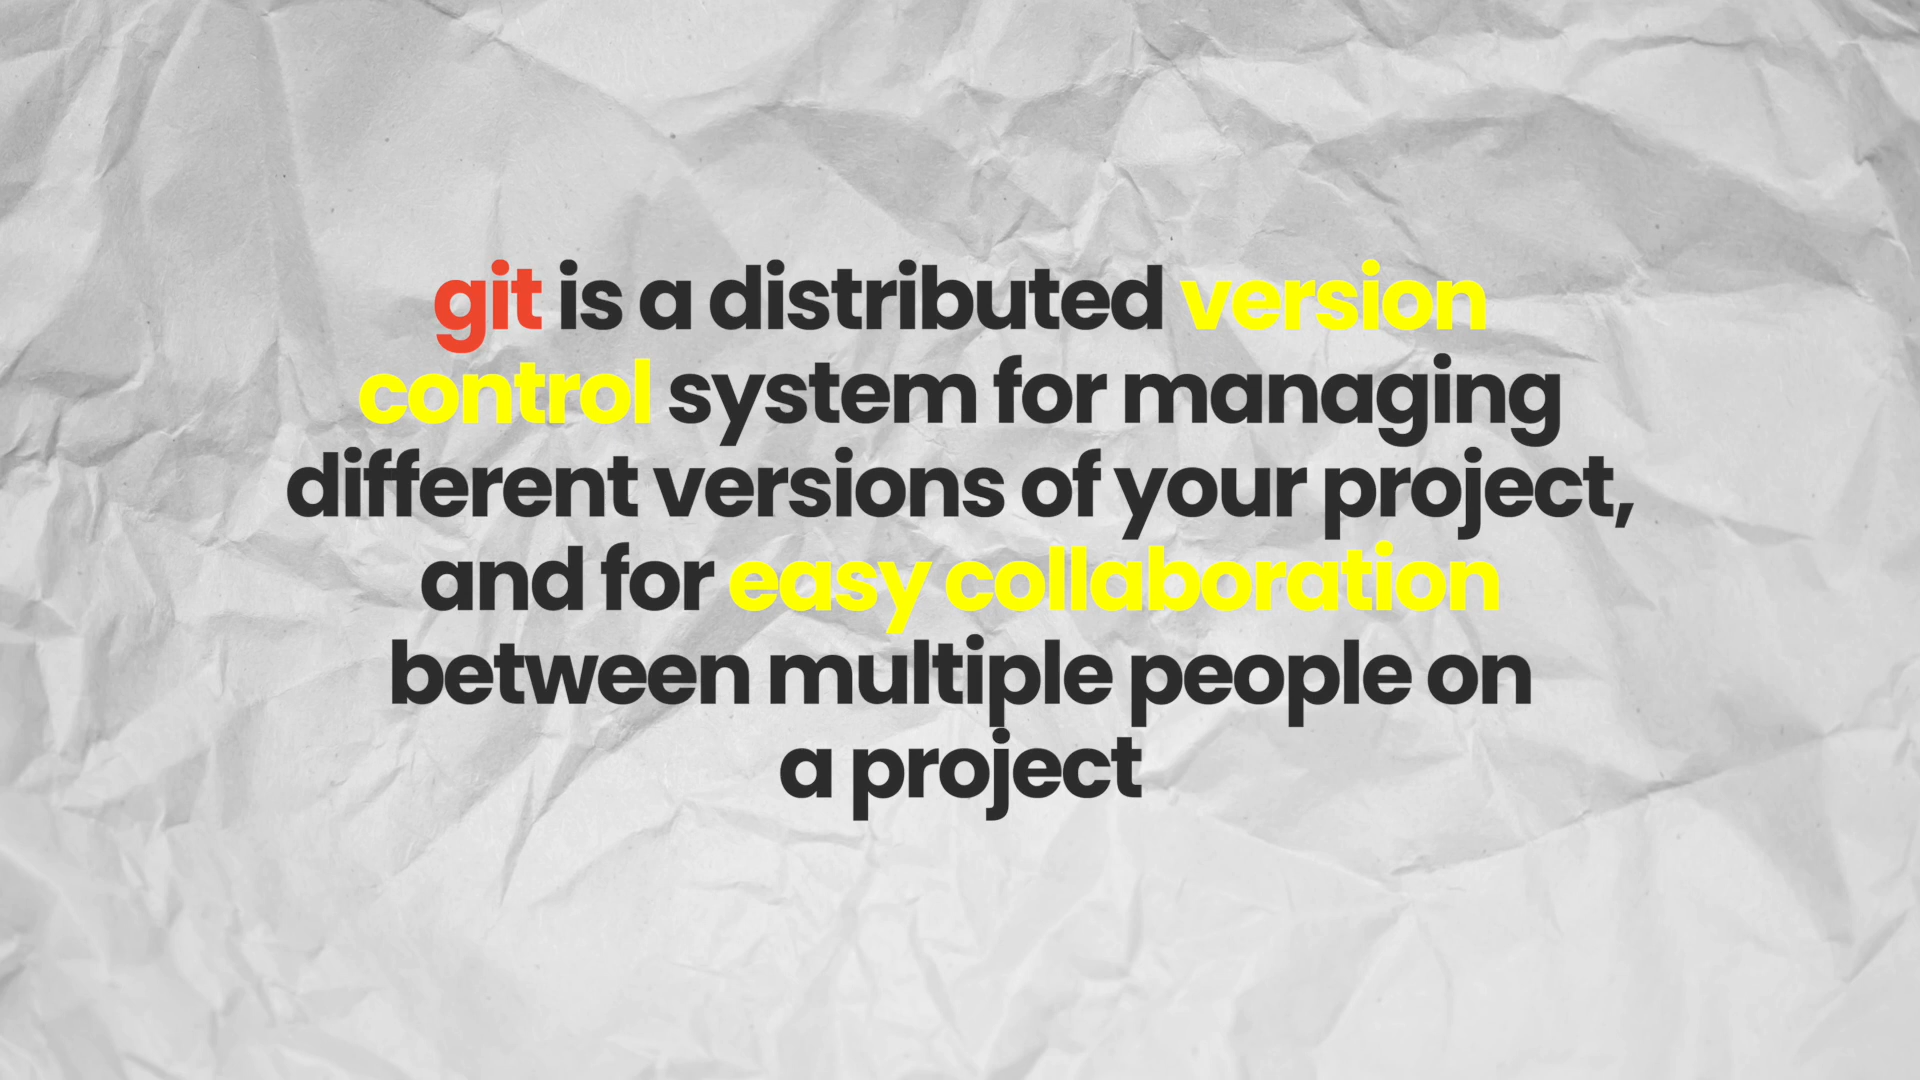 git is a distributed version
control system for managing
different versions of your project,
and for easy collaboration
between multiple people on
a project